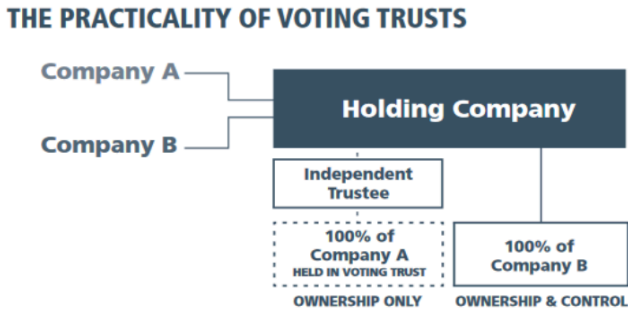 THE PRACTICALITY OF VOTING TRUSTS
Company A
Company B
Holding Company
Independent
Trustee
100% of
Company A
HELD IN VOTING TRUST
OWNERSHIP ONLY
100% of
Company B
OWNERSHIP & CONTROL